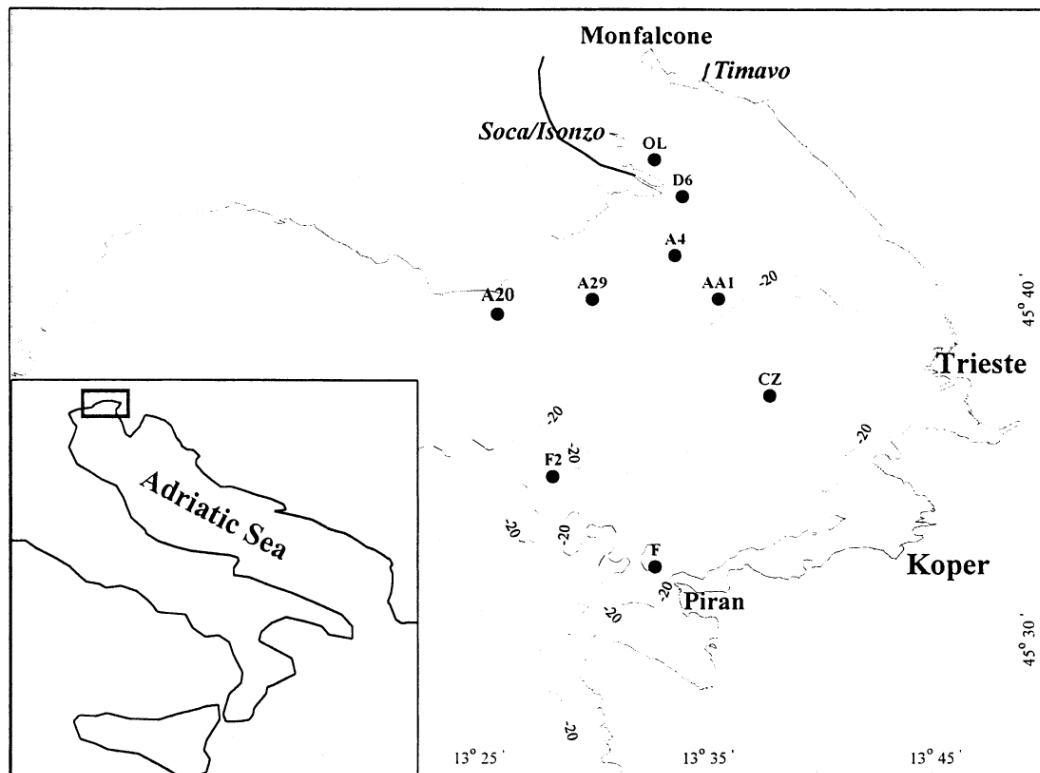 Monfalcone
Timavo
Soca/Isonzo
OL
D6
A4
A29
AA1
A20
-20
45° 40'
Trieste
CZ
-20
-20
-20
F2
Adriatic Sea
-20
-20
F
Koper
-20
Piran
-20
45° 30'
-20
13° 25'
13° 35'
13° 45'